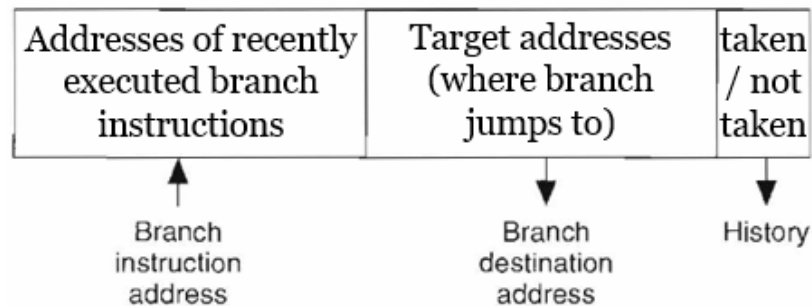 Addresses of recently
executed branch
instructions
Target addresses
(where branch
jumps to)
taken
/ not
taken
Branch
instruction
address
Branch
destination
address
History